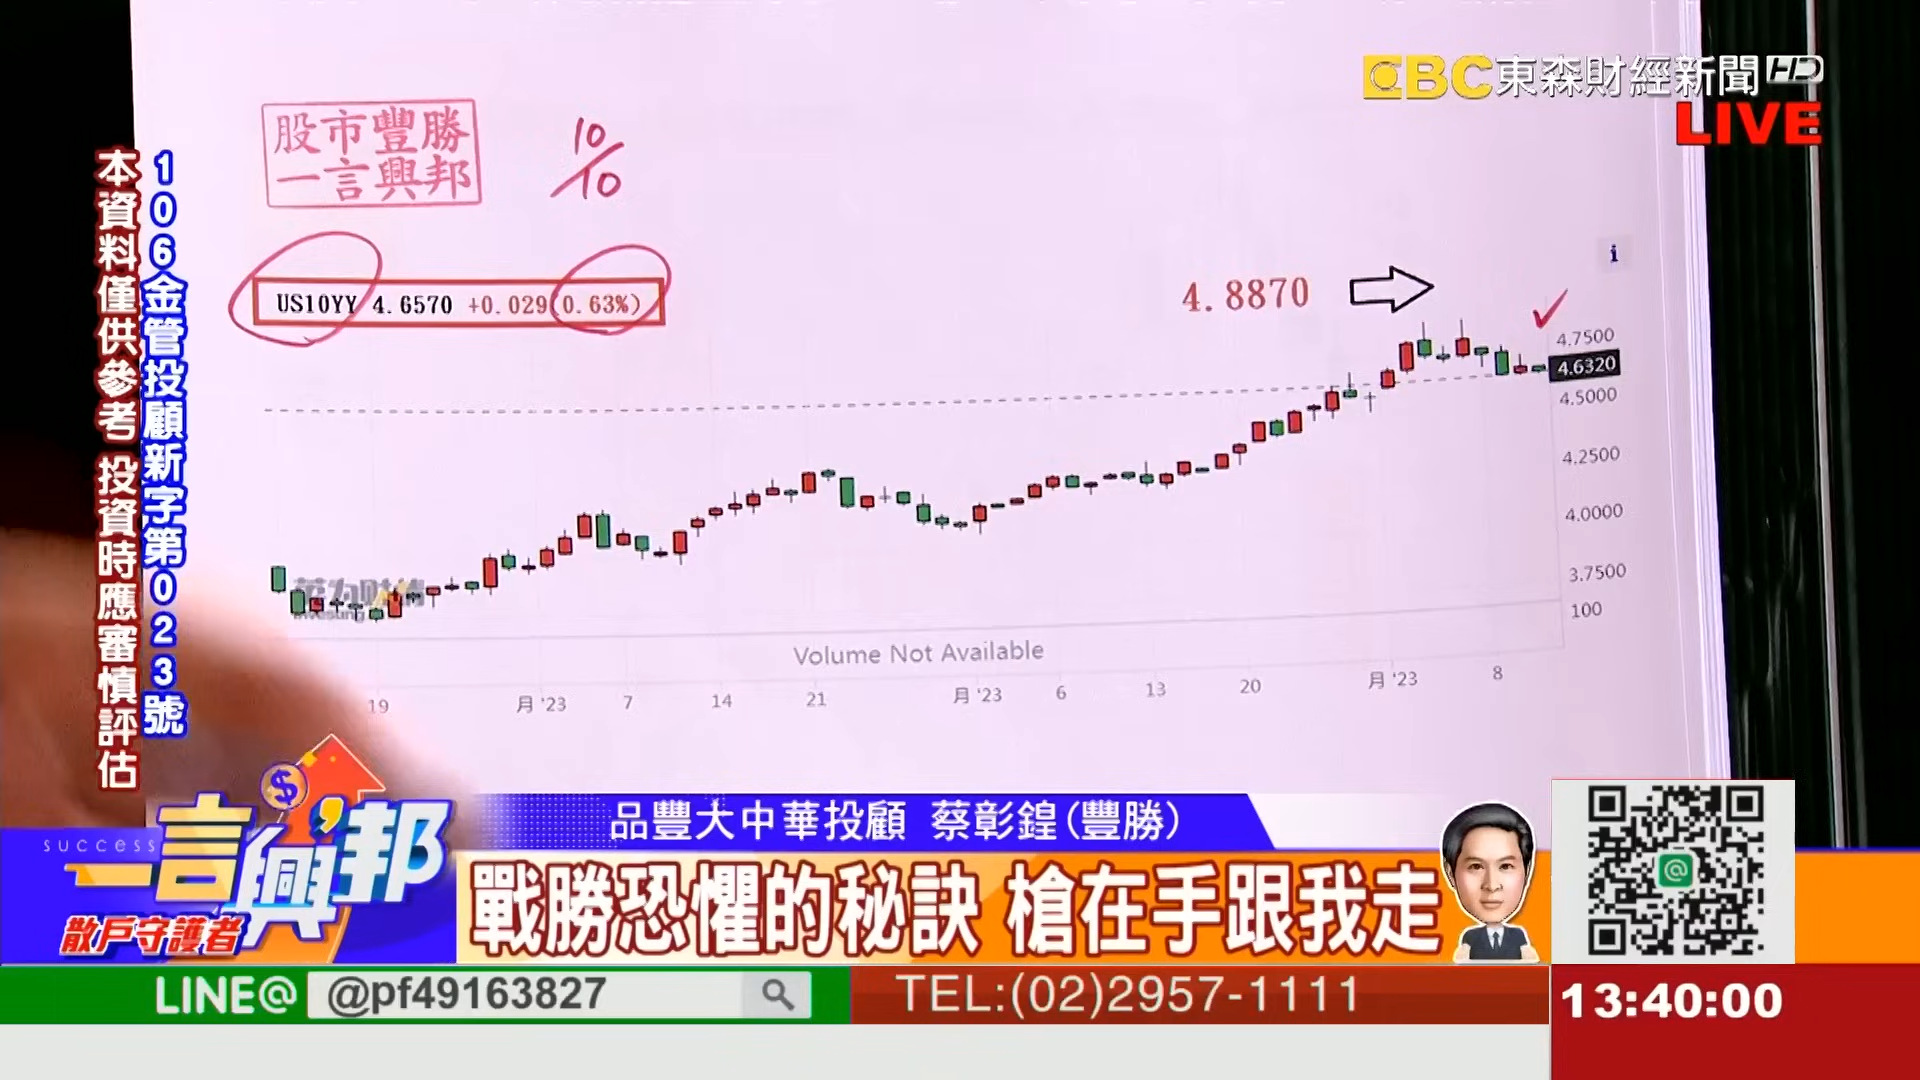 EBC東森財經新聞HD
LIVE
股市豐勝
一言興邦
10/10
US10YY 4.6570 +0.029(0.63%)
4.8870
i
4.7500
4.6320
4.5000
4.2500
4.0000
3.7500
100
Investing
Volume Not Available
19 月 '23 7 14 21 月 '23 6 13 20 月 '23 8
106金管投顧新字第023號
本資料僅供參考 投資時應審慎評估
success
一言興邦
散戶守護者
品豐大中華投顧 蔡彰鍠(豐勝)
戰勝恐懼的秘訣 槍在手跟我走
LINE@ @pf49163827
TEL:(02)2957-1111
13:40:00